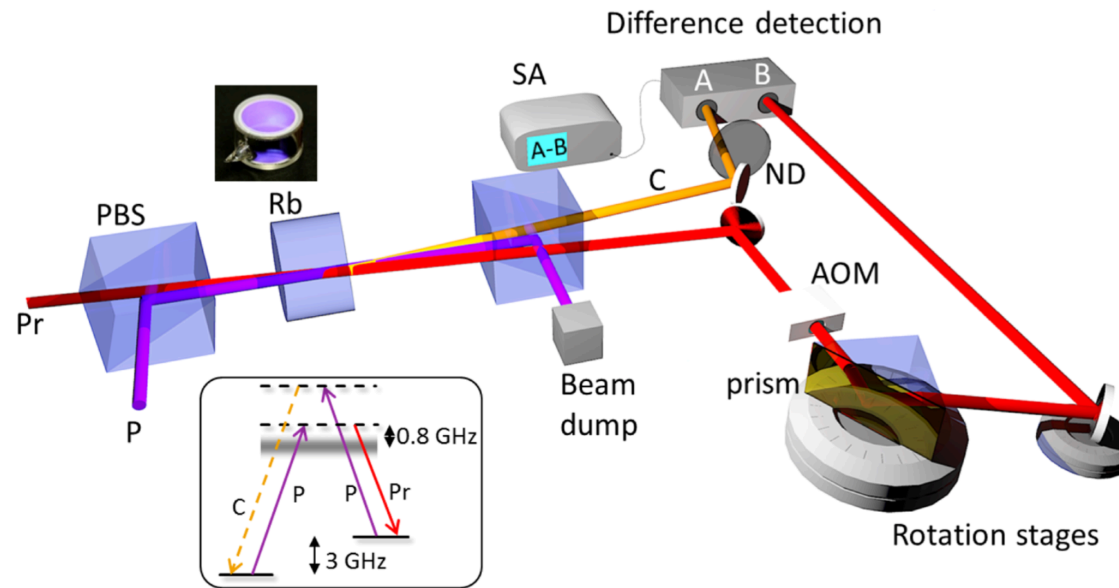 Difference detection
SA
A
B
A-B
PBS
Rb
C
ND
AOM
Pr
P
Beam
dump
prism
0.8 GHz
C
P
P
Pr
3 GHz
Rotation stages